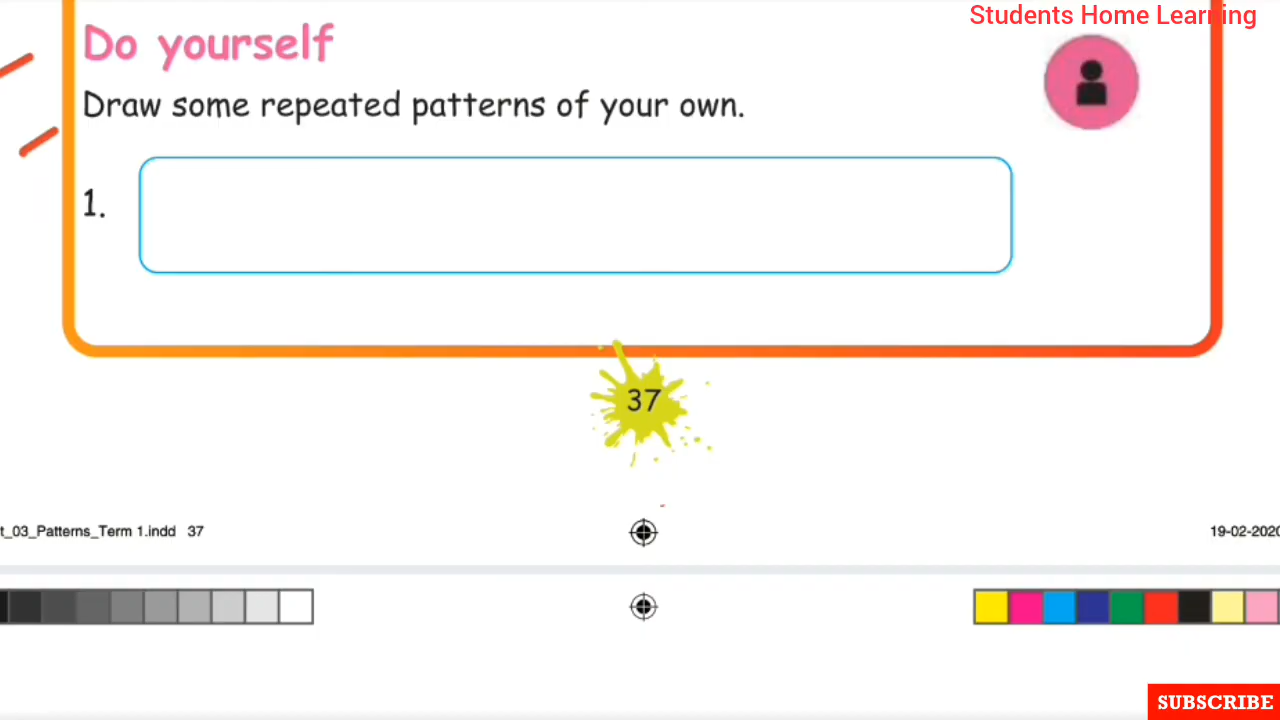 Students Home Learning
Do yourself
Draw some repeated patterns of your own.
1.
37
t_03_Patterns_Term 1.indd 37
19-02-2020
SUBSCRIBE